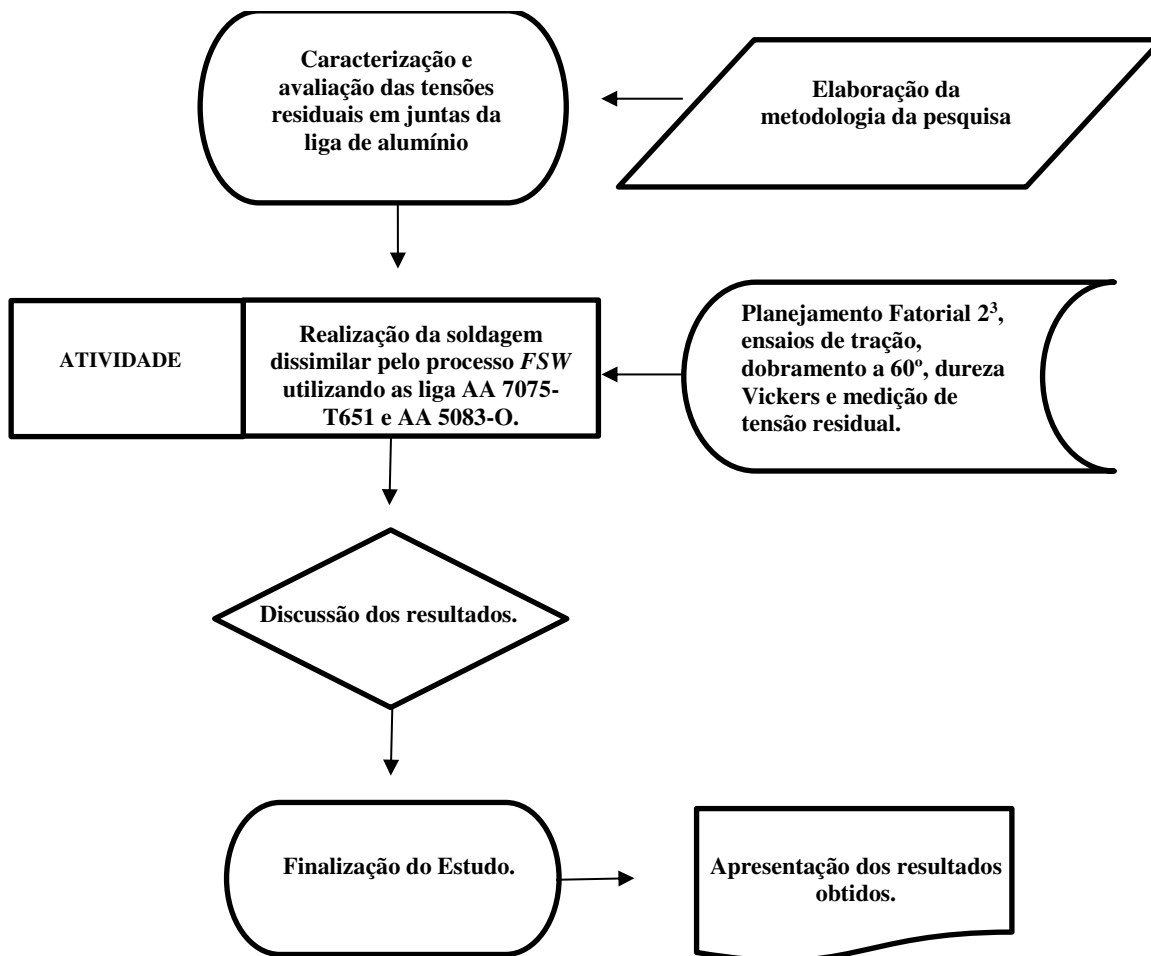 Caracterização e
avaliação das tensões
residuais em juntas da
liga de alumínio
Elaboração da
metodologia da pesquisa
ATIVIDADE
Realização da soldagem
dissimilar pelo processo FSW
utilizando as liga AA 7075-
T651 e AA 5083-O.
Planejamento Fatorial 2³,
ensaios de tração,
dobramento a 60º, dureza
Vickers e medição de
tensão residual.
Discussão dos resultados.
Finalização do Estudo.
Apresentação dos resultados
obtidos.